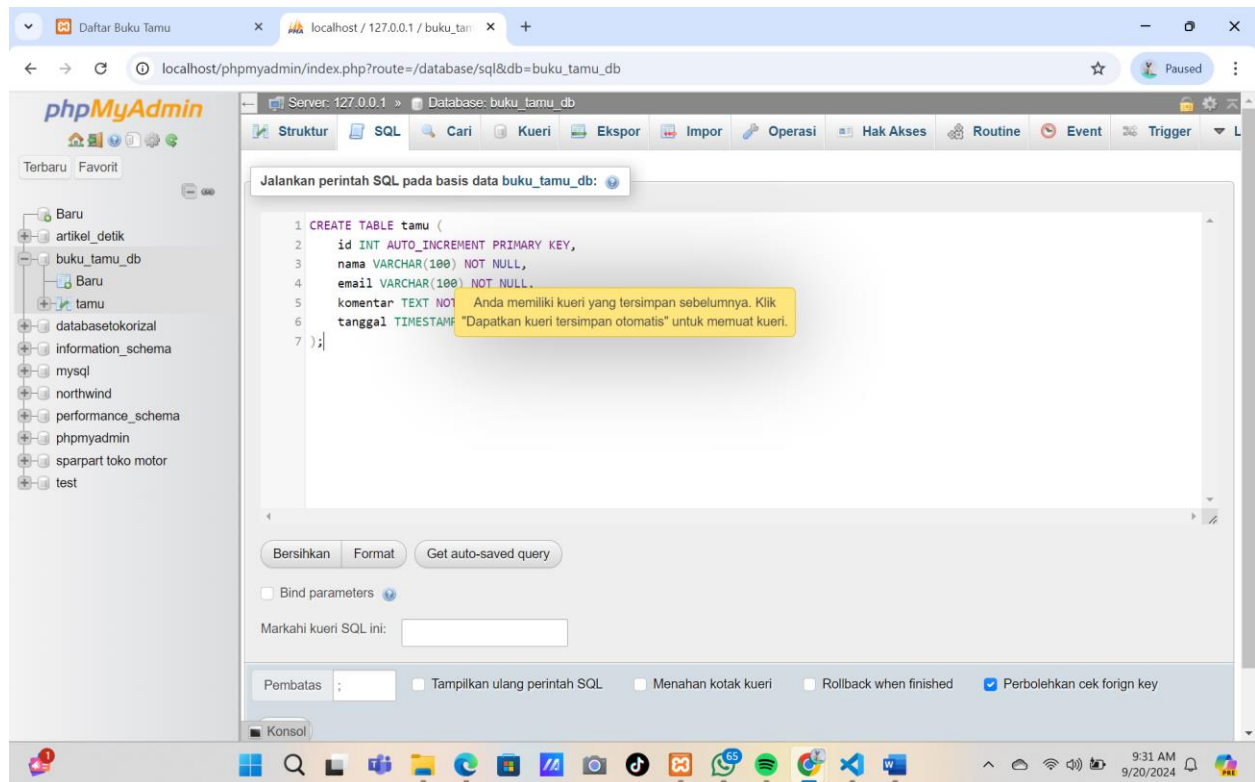 Daftar Buku Tamu
localhost / 127.0.0.1 / buku_tam
localhost/phpmyadmin/index.php?route=/database/sql&db=buku_tamu_db
Paused
phpMyAdmin
Server: 127.0.0.1 » Database: buku_tamu_db
Struktur SQL Cari Kueri Ekspor Impor Operasi Hak Akses Routine Event Trigger L
Terbaru Favorit
Baru
artikel_detik
buku_tamu_db
Baru
tamu
databasetokorizal
information_schema
mysql
northwind
performance_schema
phpmyadmin
sparpart toko motor
test
Jalankan perintah SQL pada basis data buku_tamu_db:
1 CREATE TABLE tamu (
2 id INT AUTO_INCREMENT PRIMARY KEY,
3 nama VARCHAR(100) NOT NULL,
4 email VARCHAR(100) NOT NULL,
5 komentar TEXT NOT
6 tanggal TIMESTAMP
7 );
Anda memiliki kueri yang tersimpan sebelumnya. Klik
"Dapatkan kueri tersimpan otomatis" untuk memuat kueri.
Bersihkan Format Get auto-saved query
Bind parameters
Markahi kueri SQL ini:
Pembatas ; Tampilkan ulang perintah SQL Menahan kotak kueri Rollback when finished Perbolehkan cek forign key
Konsol
1
65
9:31 AM
9/20/2024